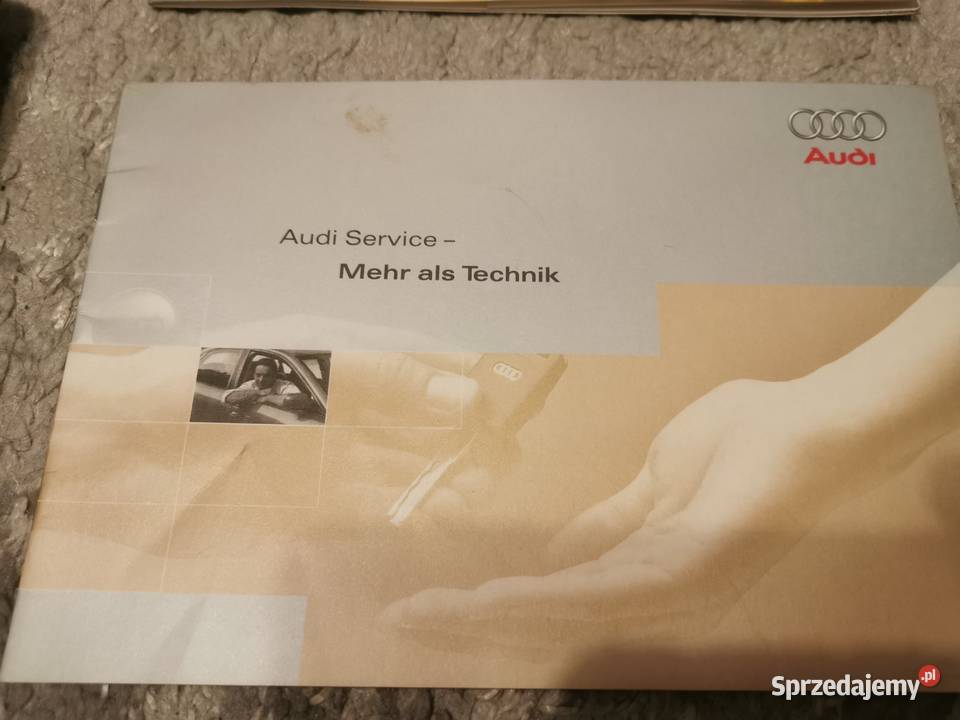 Audi
Audi Service –
Mehr als Technik
Sprzedajemy.pl